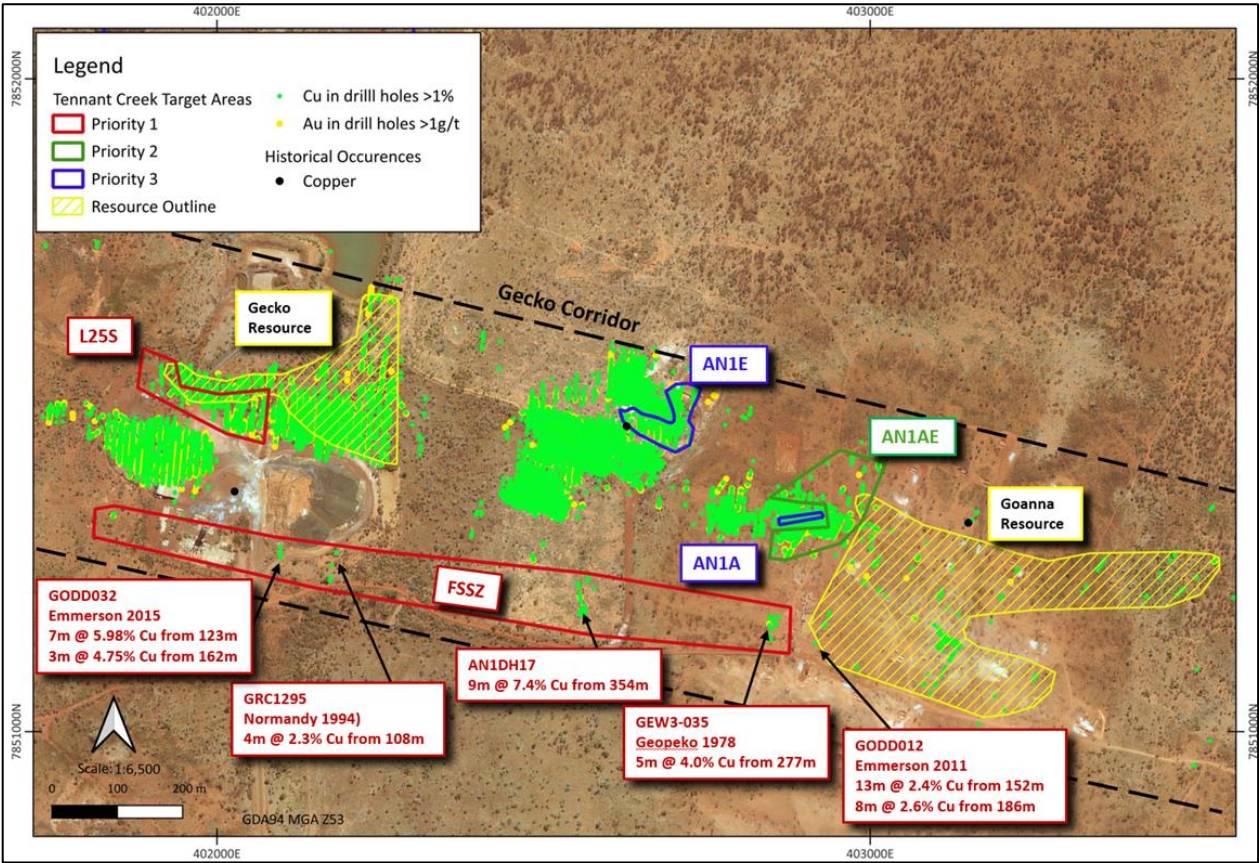 402000E
403000E
7852000N
7852000N
Legend
Tennant Creek Target Areas
Priority 1
Priority 2
Priority 3
Resource Outline
Cu in drilll holes >1%
Au in drill holes >1g/t
Historical Occurences
Copper
Gecko Corridor
Gecko
Resource
L25S
AN1E
AN1AE
Goanna
Resource
AN1A
FSSZ
GODD032
Emmerson 2015
7m @ 5.98% Cu from 123m
3m @ 4.75% Cu from 162m
GRC1295
Normandy 1994)
4m @ 2.3% Cu from 108m
AN1DH17
9m @ 7.4% Cu from 354m
GEW3-035
Geopeko 1978
5m @ 4.0% Cu from 277m
GODD012
Emmerson 2011
13m @ 2.4% Cu from 152m
8m @ 2.6% Cu from 186m
7851000N
7851000N
Scale: 1:6,500
0 100 200 m
GDA94 MGA Z53
402000E
403000E